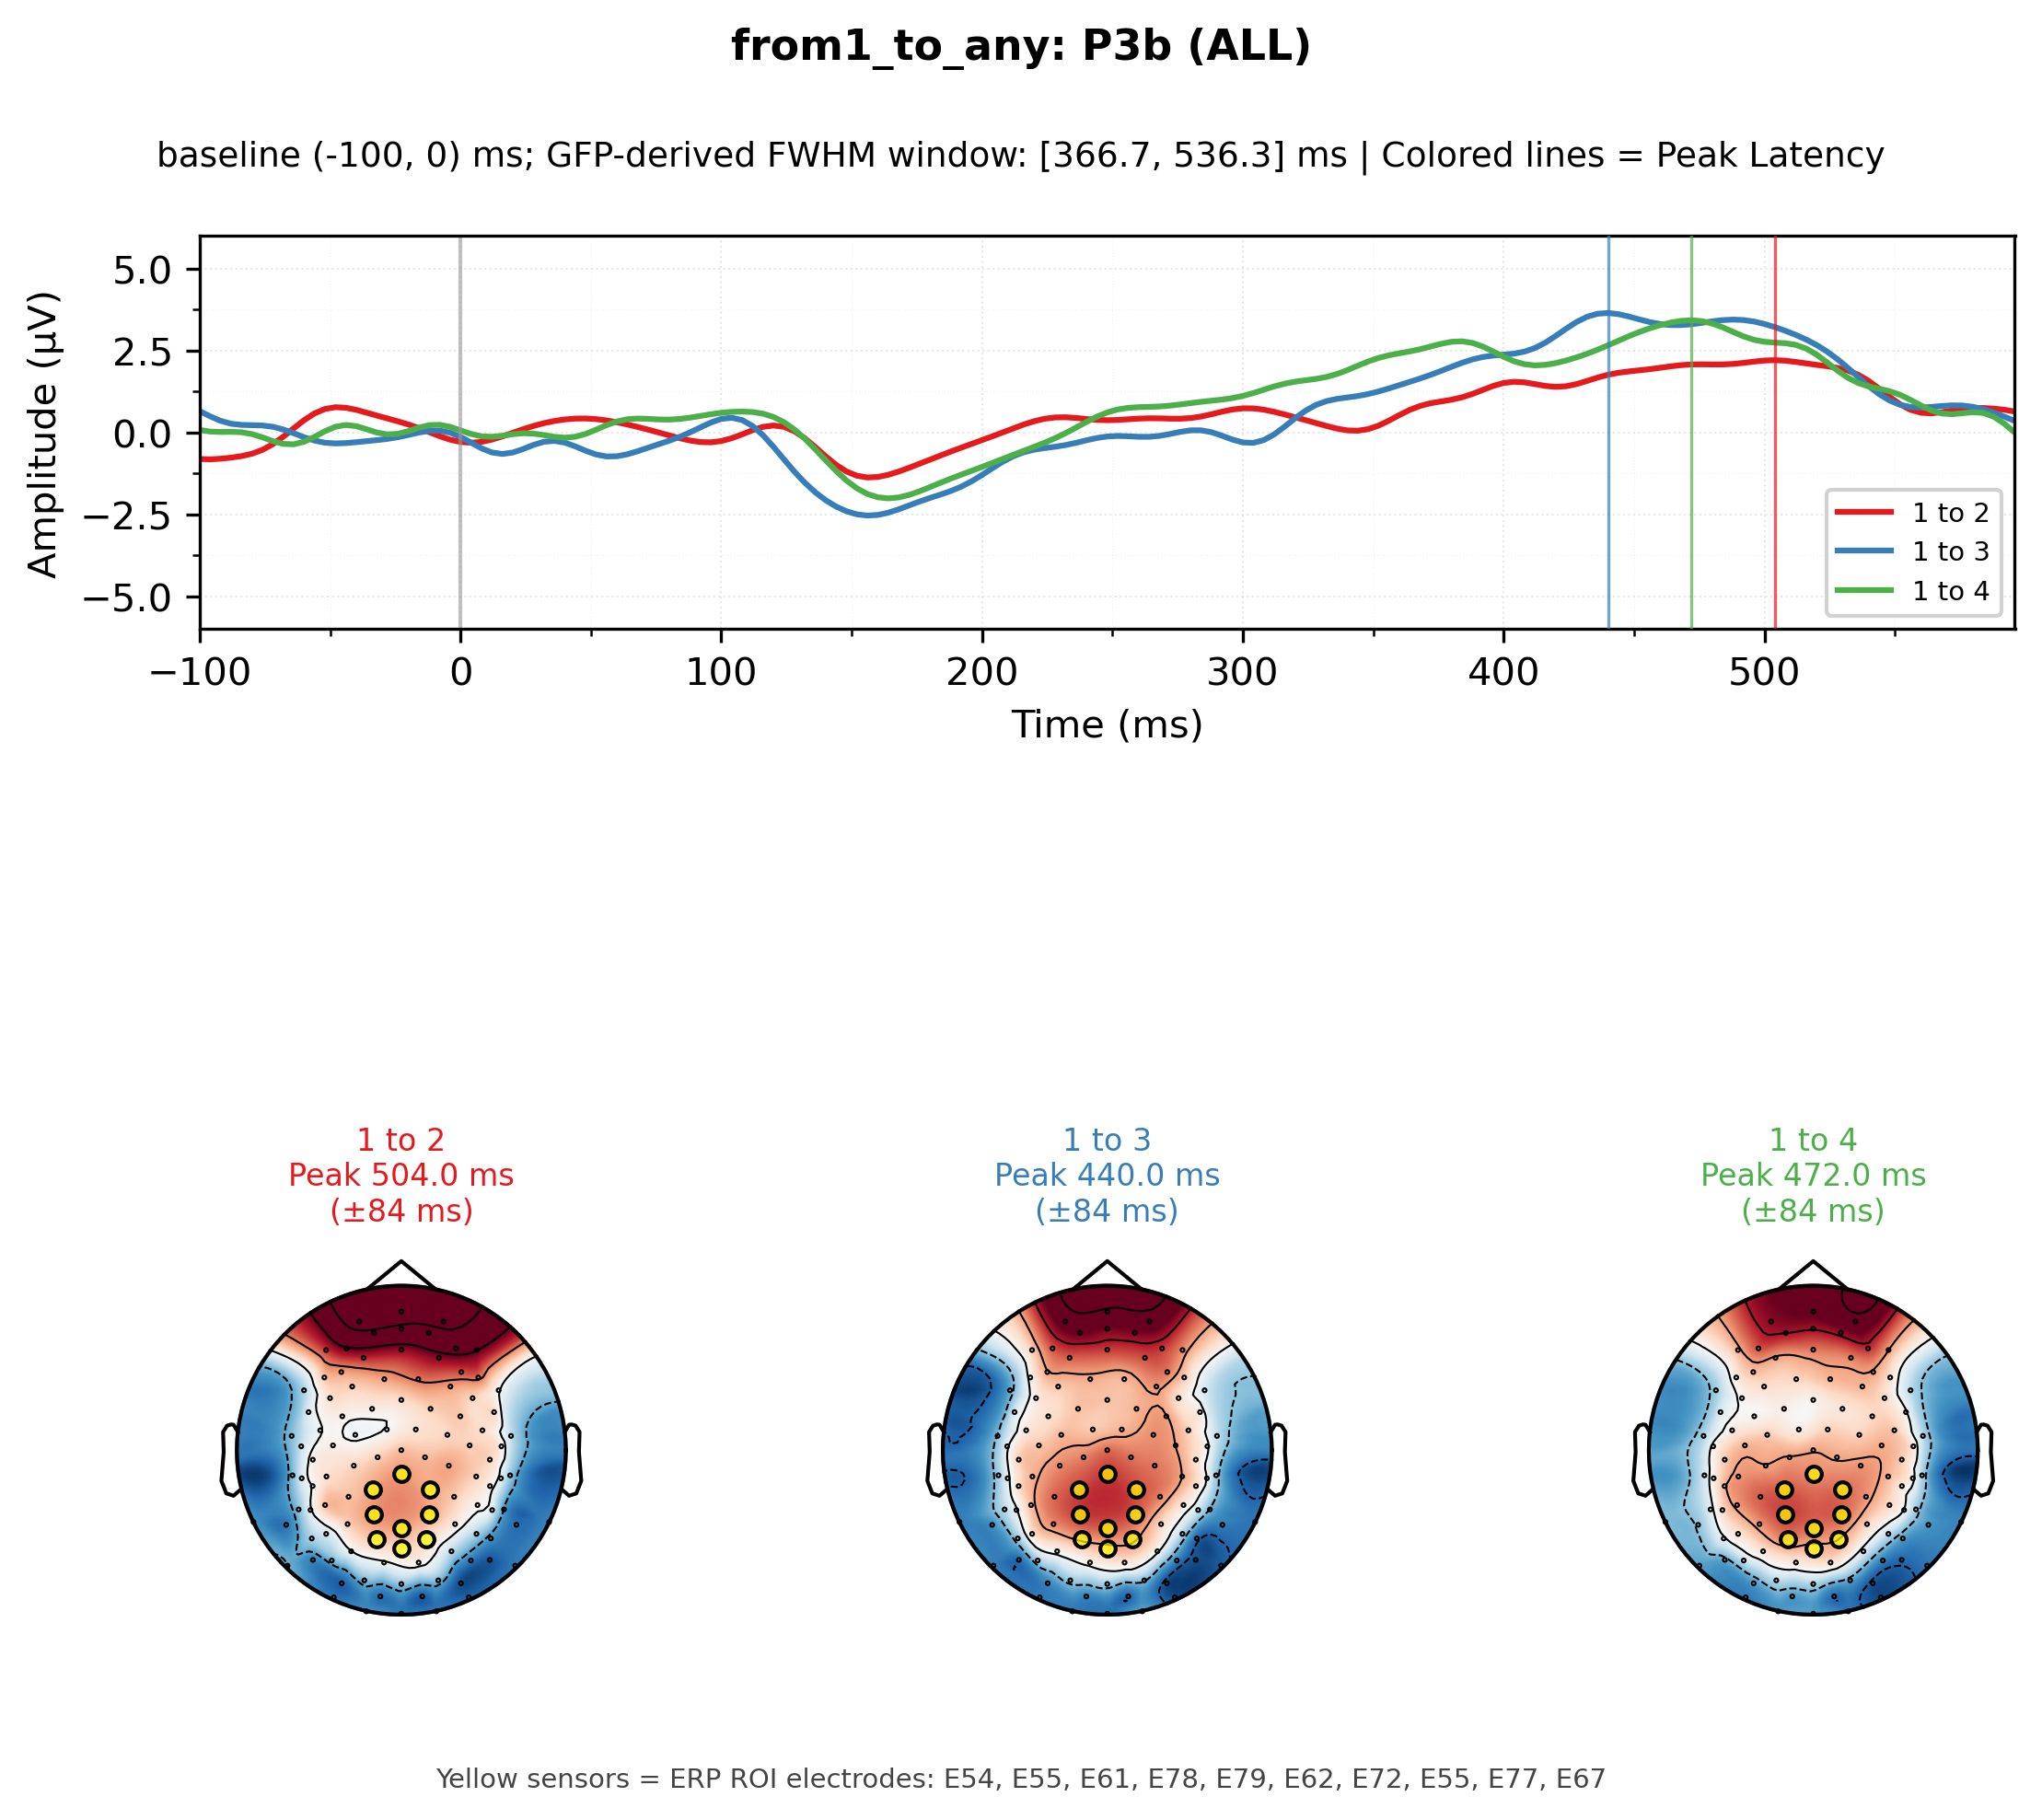 from1_to_any: P3b (ALL)
baseline (-100, 0) ms; GFP-derived FWHM window: [366.7, 536.3] ms | Colored lines = Peak Latency
Amplitude (µV)
5.0
2.5
0.0
−2.5
−5.0
1 to 2
1 to 3
1 to 4
−100 0 100 200 300 400 500
Time (ms)
1 to 2
Peak 504.0 ms
(±84 ms)
1 to 3
Peak 440.0 ms
(±84 ms)
1 to 4
Peak 472.0 ms
(±84 ms)
Yellow sensors = ERP ROI electrodes: E54, E55, E61, E78, E79, E62, E72, E55, E77, E67